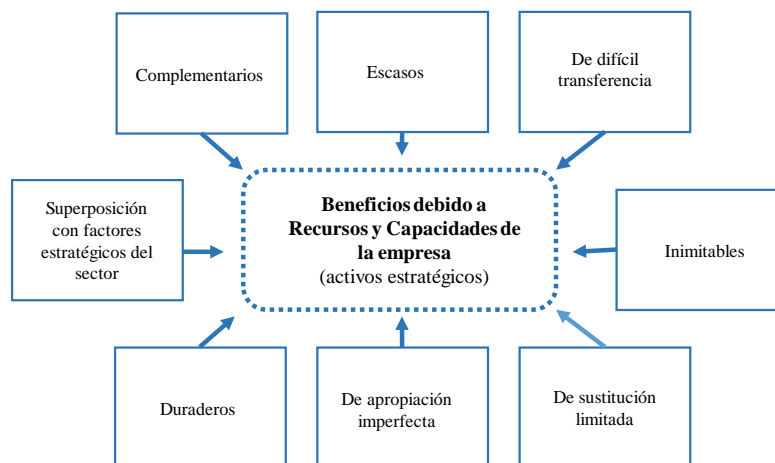 Complementarios
Escasos
De difícil
transferencia
Superposición
con factores
estratégicos del
sector
Beneficios debido a
Recursos y Capacidades de
la empresa
(activos estratégicos)
Inimitables
Duraderos
De apropiación
imperfecta
De sustitución
limitada